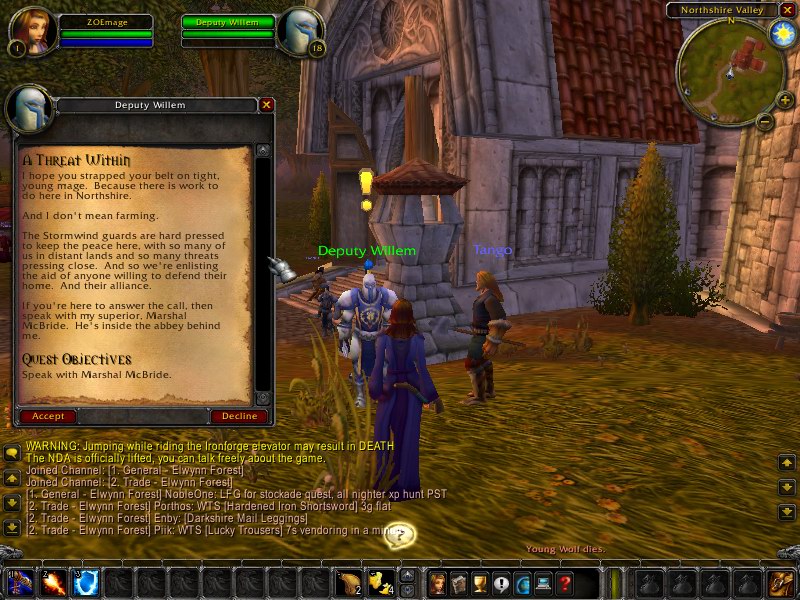 ZOEmage
1
Deputy Willem
18
Northshire Valley
N
Deputy Willem
A Threat Within
I hope you strapped your belt on tight,
young mage. Because there is work to
do here in Northshire.
And I don't mean farming.
The Stormwind guards are hard pressed
to keep the peace here, with so many of
us in distant lands and so many threats
pressing close. And so we're enlisting
the aid of anyone willing to defend their
home. And their alliance.
If you're here to answer the call, then
speak with my superior, Marshal
McBride. He's inside the abbey behind
me.
Quest Objectives
Speak with Marshal McBride.
Accept
Decline
Deputy Willem
Tango
WARNING: Jumping while riding the Ironforge elevator may result in DEATH
The NDA is officially lifted, you can talk freely about the game.
Joined Channel: [1. General - Elwynn Forest]
Joined Channel: [2. Trade - Elwynn Forest]
[1. General - Elwynn Forest] NobleOne: LFG for stockade quest, all nighter xp hunt PST
[2. Trade - Elwynn Forest] Porthos: WTS [Hardened Iron Shortsword] 3g flat
[2. Trade - Elwynn Forest] Enby: [Darkshire Mail Leggings]
[2. Trade - Elwynn Forest] Piik: WTS [Lucky Trousers] 7s vendoring in a
Young Wolf dies.
1
2
3
2
4